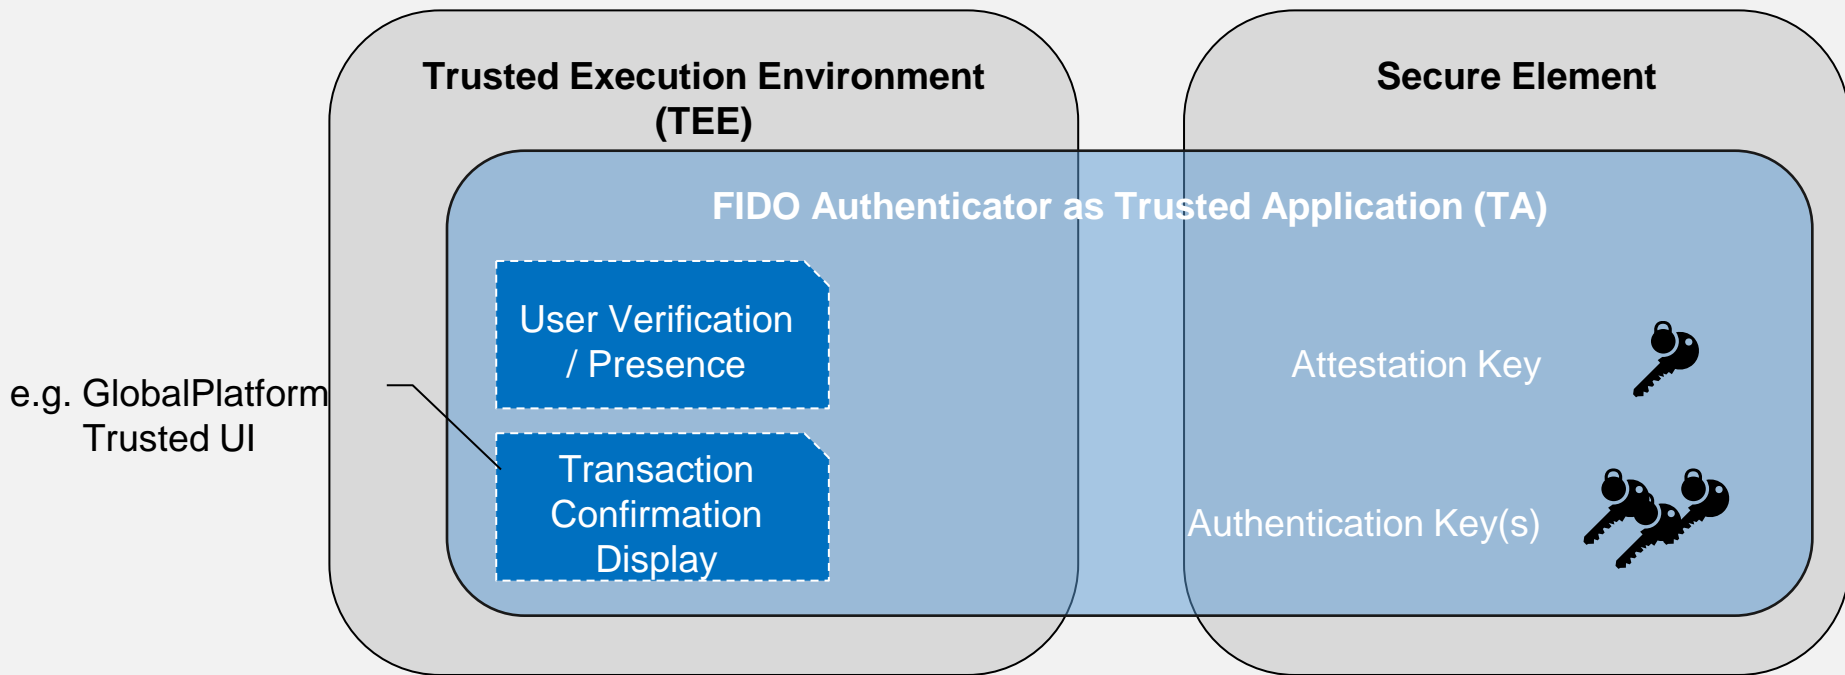 Trusted Execution Environment
(TEE)
Secure Element
FIDO Authenticator as Trusted Application (TA)
User Verification
/ Presence
Attestation Key
e.g. GlobalPlatform
Trusted UI
Transaction
Confirmation
Display
Authentication Key(s)